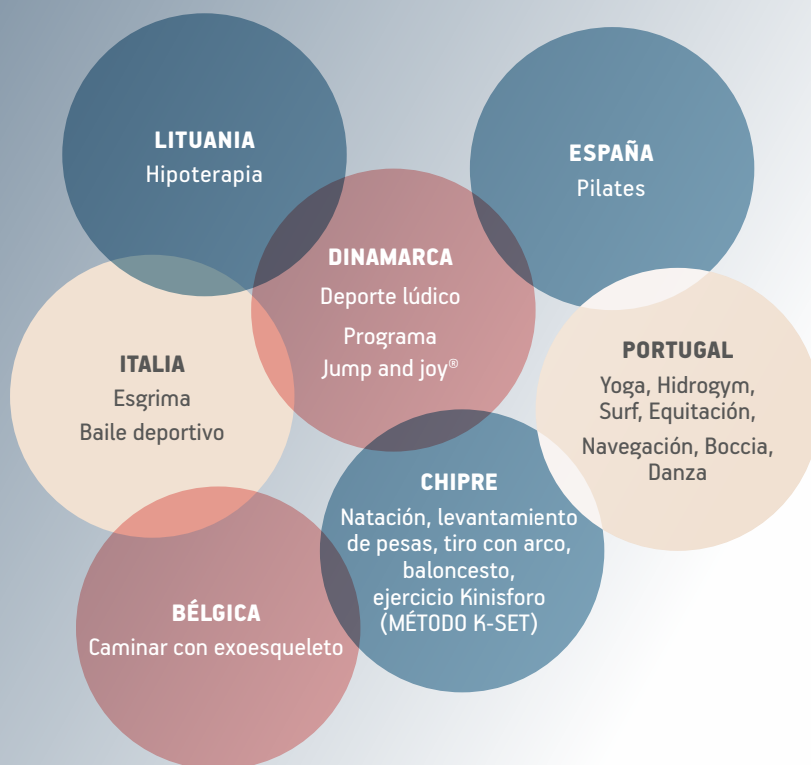 LITUANIA
Hipoterapia
ESPAÑA
Pilates
DINAMARCA
Deporte lúdico
Programa
Jump and joy®
ITALIA
Esgrima
Baile deportivo
PORTUGAL
Yoga, Hidrogym,
Surf, Equitación,
Navegación, Boccia,
Danza
CHIPRE
Natación, levantamiento
de pesas, tiro con arco,
baloncesto,
ejercicio Kinisforo
(MÉTODO K-SET)
BÉLGICA
Caminar con exoesqueleto